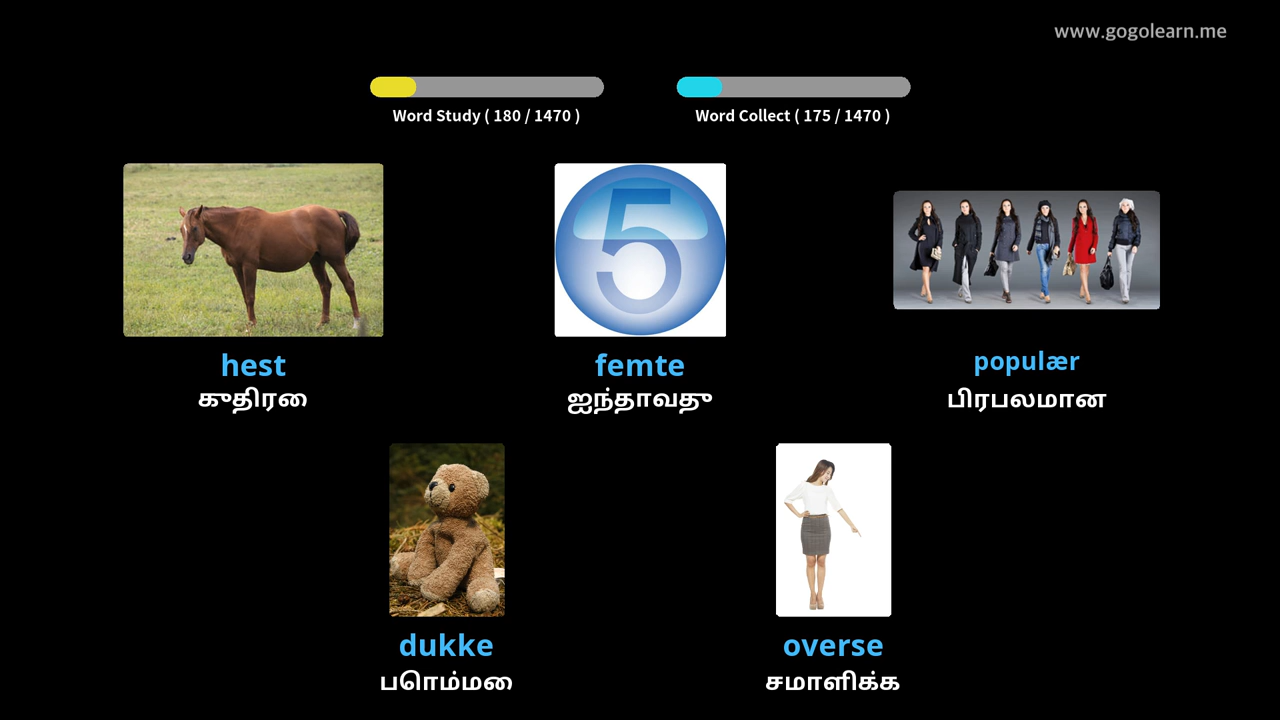 www.gogolearn.me
Word Study ( 180 / 1470 )
Word Collect ( 175 / 1470 )
5
hest
femte
populær
குதிரை
ஐந்தாவது
பிரபலமான
dukke
overse
பொம்மை
சமாளிக்க